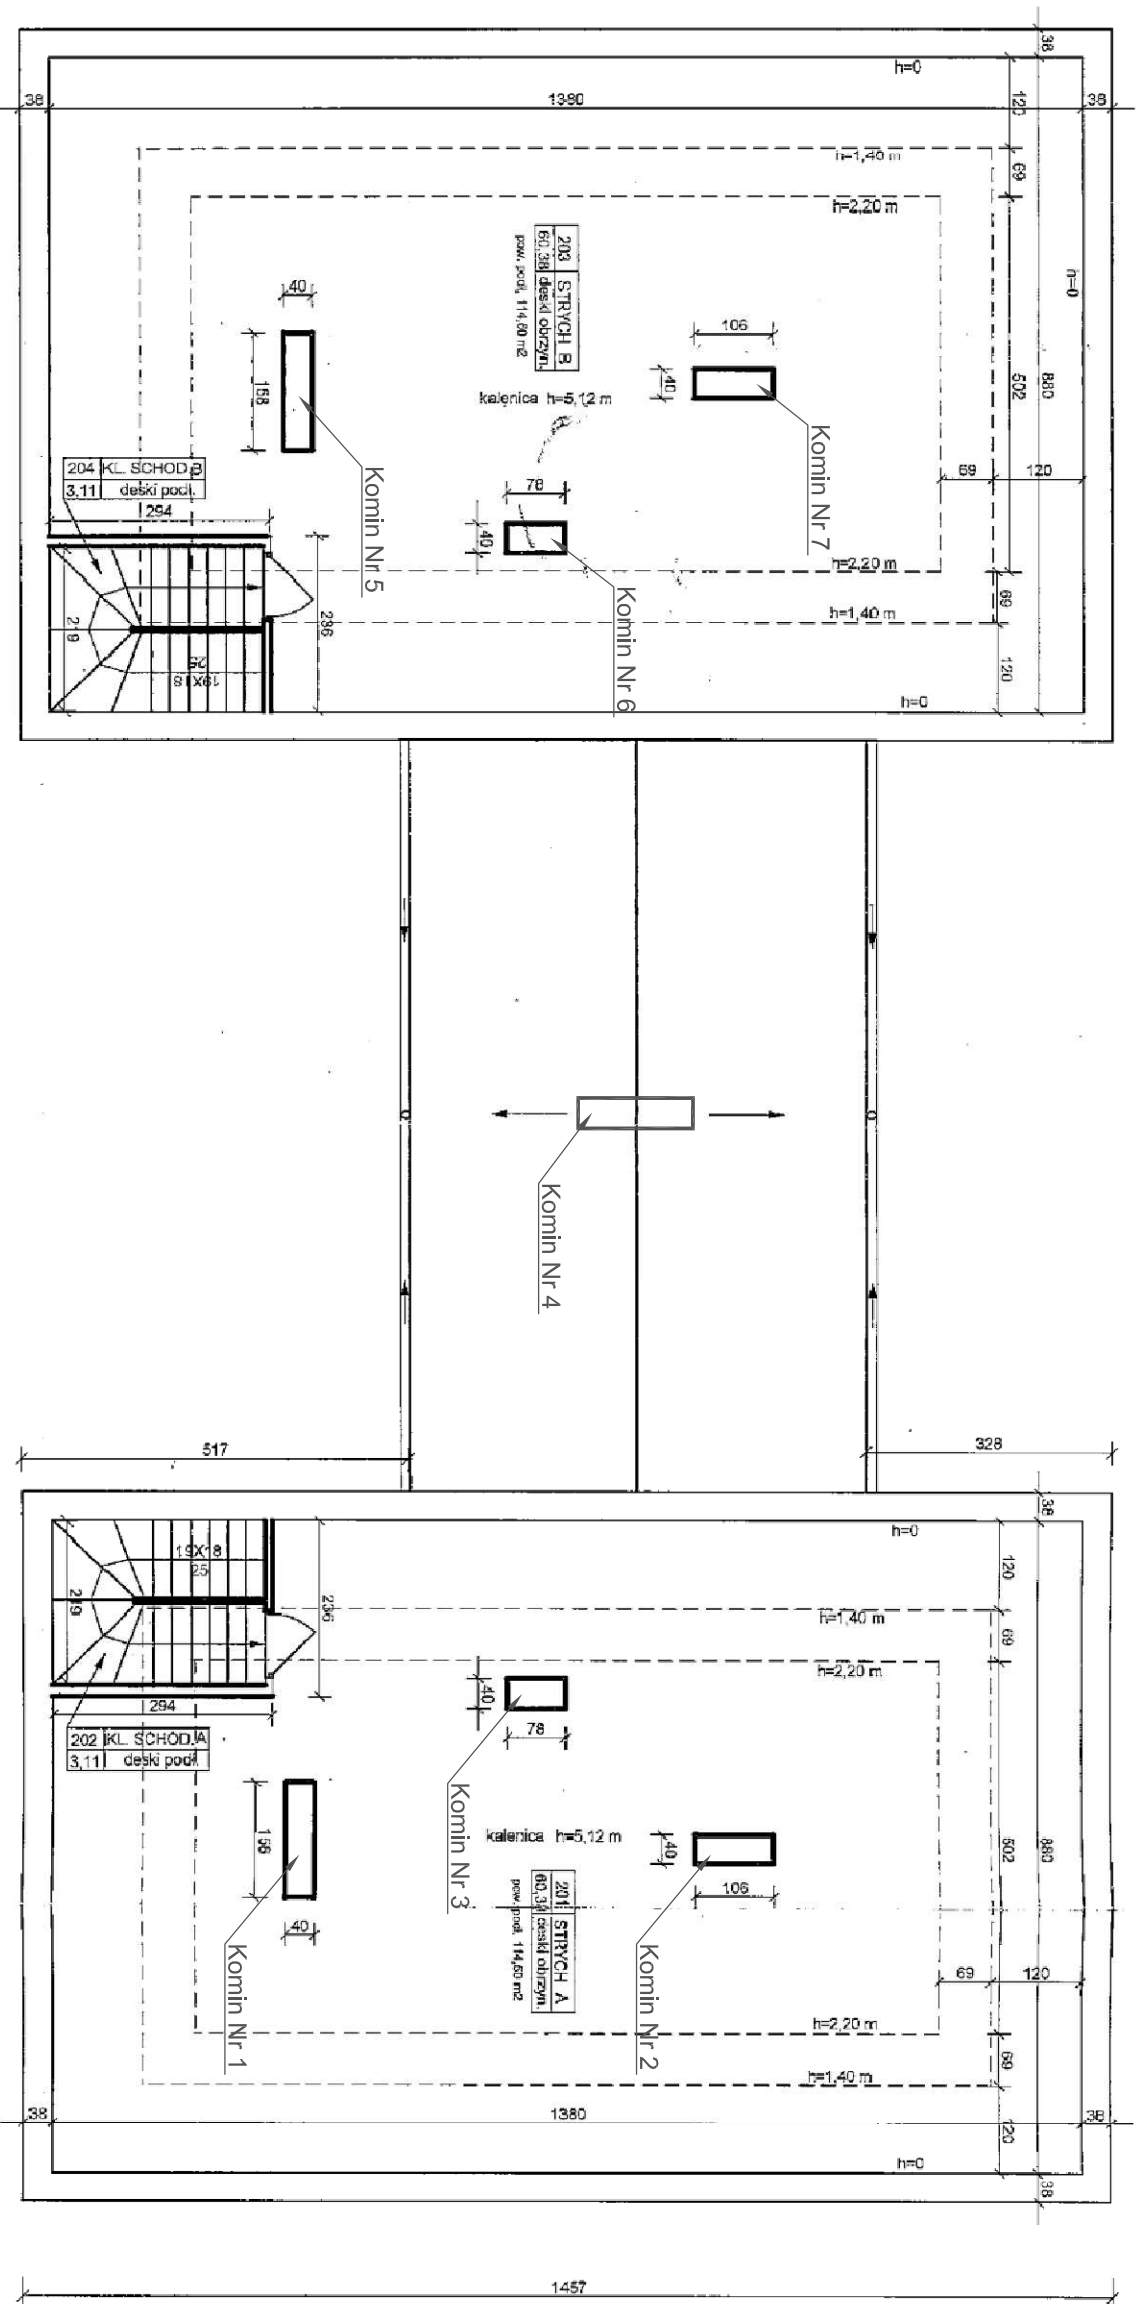 38
h=0
38
1380
38
120
h=1,40 m
69
h=2,20 m
h=0
203 STRYCH B
60,38 deski obrzyn.
pow. podł. 114,60 m2
40
106
158
40
502
880
kalenica h=5,12 m
Komin Nr 7
204 KL. SCHOD.B
3,11 deski podł.
Komin Nr 5
78
69
120
294
40
h=2,20 m
Komin Nr 6
69
h=1,40 m
236
219
25
19X18
120
h=0
Komin Nr 4
517
328
38
h=0
19X18
25
120
219
236
h=1,40 m
69
h=2,20 m
40
294
78
202 KL. SCHOD.A
3,11 deski podł.
Komin Nr 3
156
kalenica h=5,12 m
40
502
880
106
201 STRYCH A
deski obrzyn.
pow. podł. 114,60 m2
40
Komin Nr 1
Komin Nr 2
69
120
h=2,20 m
69
h=1,40 m
38
1380
38
120
h=0
38
1457